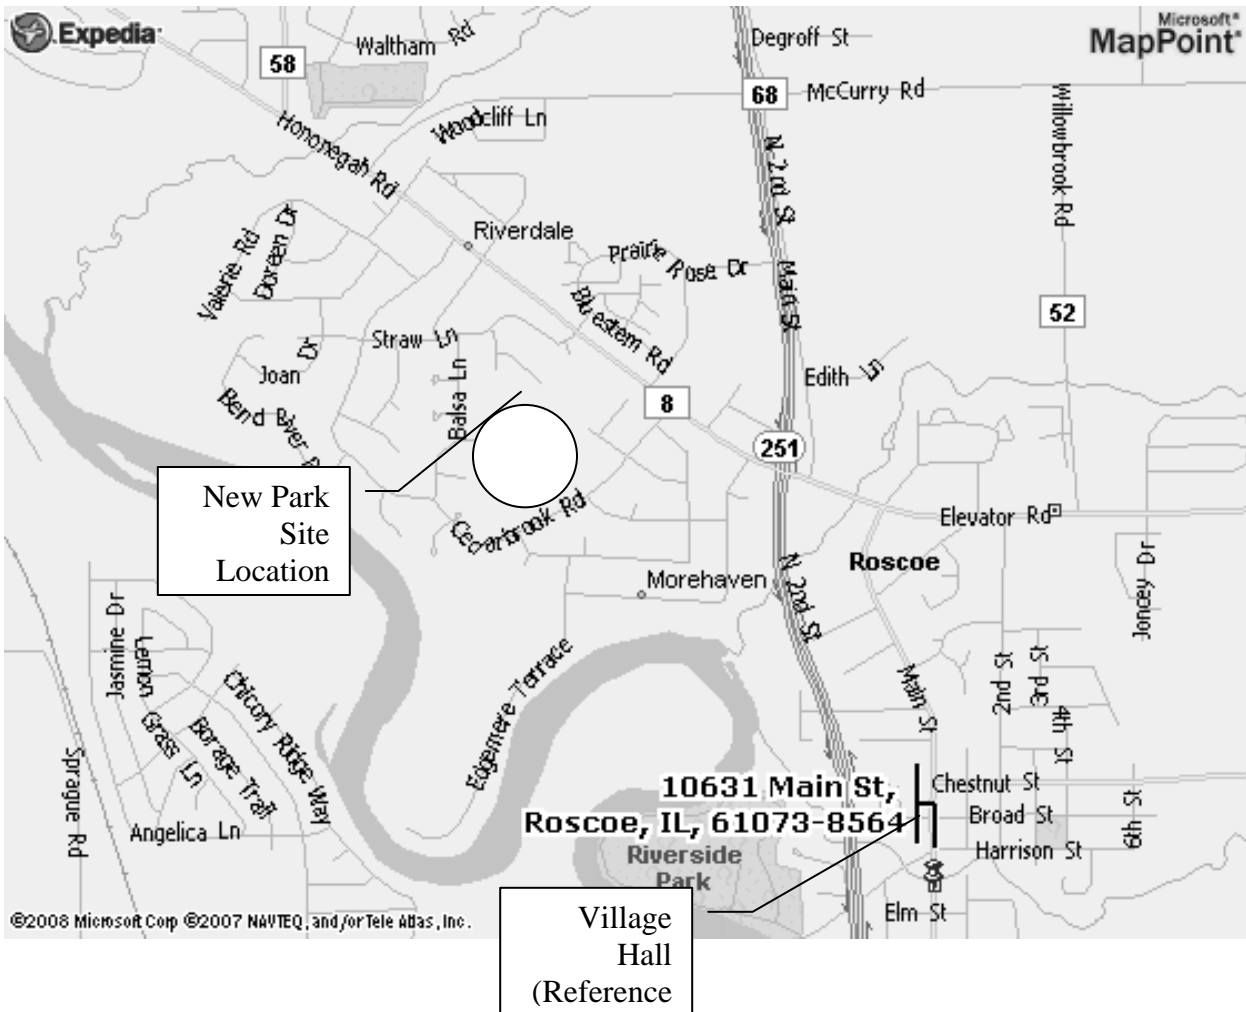 Expedia
Microsoft®
MapPoint®
Waltham Rd
Degroff St
58
68
McCurry Rd
Woodcliff Ln
Hononegah Rd
Willowbrook Rd
N 2nd St
Riverdale
Valerie Rd
Doreen Dr
Prairie Rose Dr
Main St
Bluestem Rd
52
Straw Ln
Joan Dr
Edith Ln
Balsa Ln
8
Bend River
251
New Park
Site
Location
Cedarbrook Rd
Elevator Rd
Roscoe
Morehaven
N 2nd St
Joncey Dr
Jasmine Dr
Lemon Grass Ln
Chicory Ridge Way
Borage Trail
Edgemere Terrace
Main St
2nd St
3rd St
4th St
Sprague Rd
Angelica Ln
10631 Main St,
Roscoe, IL, 61073-8564
Chestnut St
Broad St
6th St
Harrison St
Riverside
Park
Elm St
©2008 Microsoft Corp ©2007 NAVTEQ, and/or Tele Atlas, Inc.
Village
Hall
(Reference